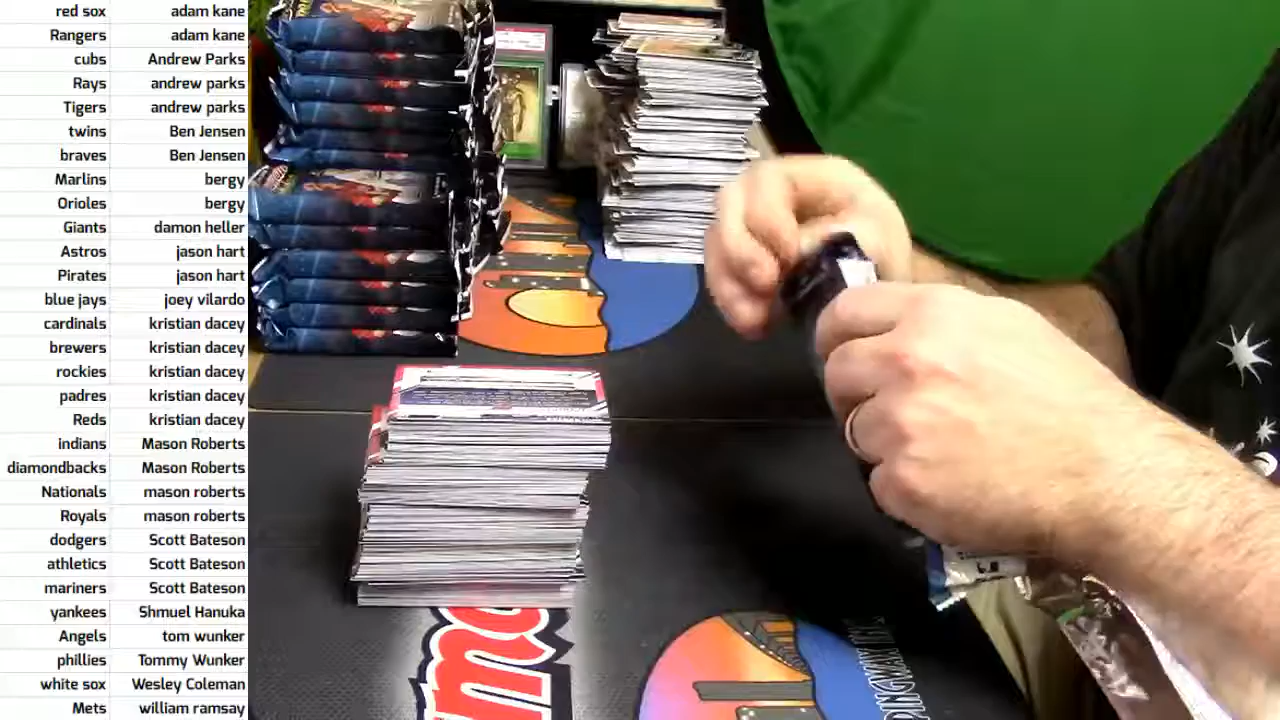 red sox adam kane
Rangers adam kane
cubs Andrew Parks
Rays andrew parks
Tigers andrew parks
twins Ben Jensen
braves Ben Jensen
Marlins bergy
Orioles bergy
Giants damon heller
Astros jason hart
Pirates jason hart
blue jays joey vilardo
cardinals kristian dacey
brewers kristian dacey
rockies kristian dacey
padres kristian dacey
Reds kristian dacey
indians Mason Roberts
diamondbacks Mason Roberts
Nationals mason roberts
Royals mason roberts
dodgers Scott Bateson
athletics Scott Bateson
mariners Scott Bateson
yankees Shmuel Hanuka
Angels tom wunker
phillies Tommy Wunker
white sox Wesley Coleman
Mets william ramsay